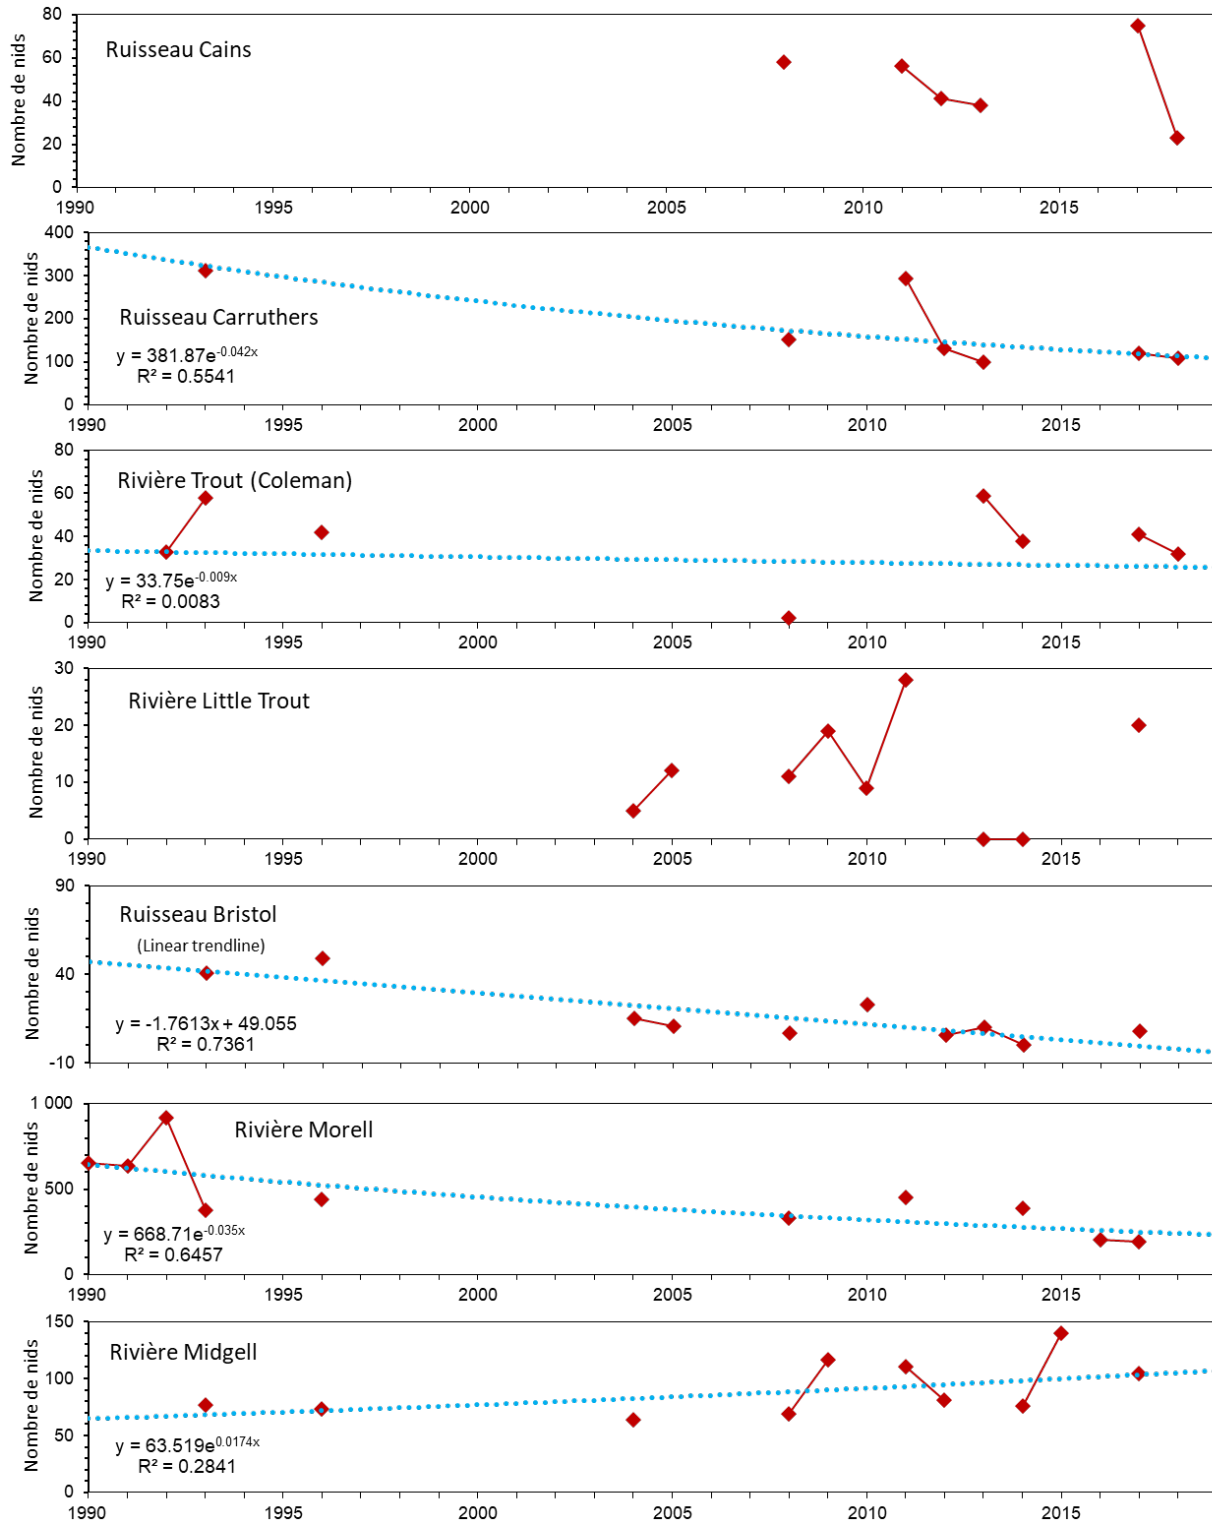 Nombre de nids
80
60
40
20
0
Ruisseau Cains
1990 1995 2000 2005 2010 2015
Nombre de nids
400
300
200
100
0
Ruisseau Carruthers
y = 381.87e^-0.042x
R² = 0.5541
1990 1995 2000 2005 2010 2015
Nombre de nids
80
60
40
20
0
Rivière Trout (Coleman)
y = 33.75e^-0.009x
R² = 0.0083
1990 1995 2000 2005 2010 2015
Nombre de nids
30
20
10
0
Rivière Little Trout
1990 1995 2000 2005 2010 2015
Nombre de nids
90
40
-10
Ruisseau Bristol
(Linear trendline)
y = -1.7613x + 49.055
R² = 0.7361
Nombre de nids
1 000
500
0
Rivière Morell
y = 668.71e^-0.035x
R² = 0.6457
1990 1995 2000 2005 2010 2015
Nombre de nids
150
100
50
0
Rivière Midgell
y = 63.519e^0.0174x
R² = 0.2841
1990 1995 2000 2005 2010 2015